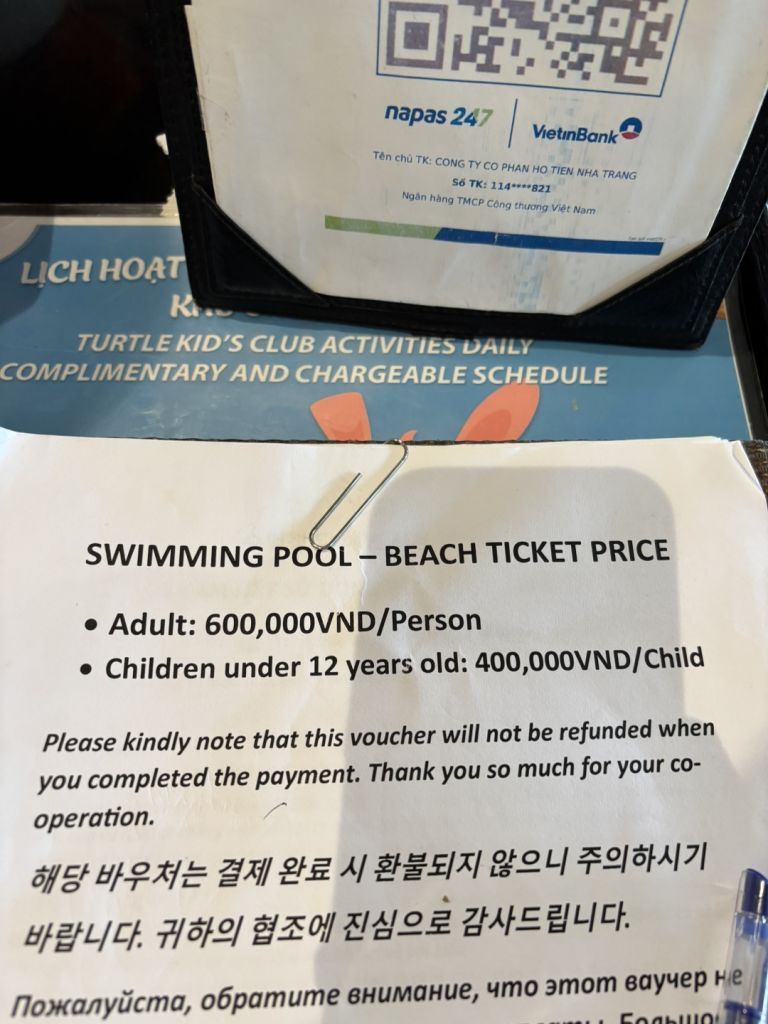 napas 247 VietinBank
Tên chủ TK: CONG TY CO PHAN HO TIEN NHA TRANG
Số TK: 114****821
Ngân hàng TMCP Công thương Việt Nam
LỊCH HOẠT
TURTLE KID'S CLUB ACTIVITIES DAILY
COMPLIMENTARY AND CHARGEABLE SCHEDULE
SWIMMING POOL – BEACH TICKET PRICE
• Adult: 600,000VND/Person
• Children under 12 years old: 400,000VND/Child
Please kindly note that this voucher will not be refunded when
you completed the payment. Thank you so much for your co-
operation.
해당 바우처는 결제 완료 시 환불되지 않으니 주의하시기
바랍니다. 귀하의 협조에 진심으로 감사드립니다.
Пожалуйста, обратите внимание, что этот ваучер не